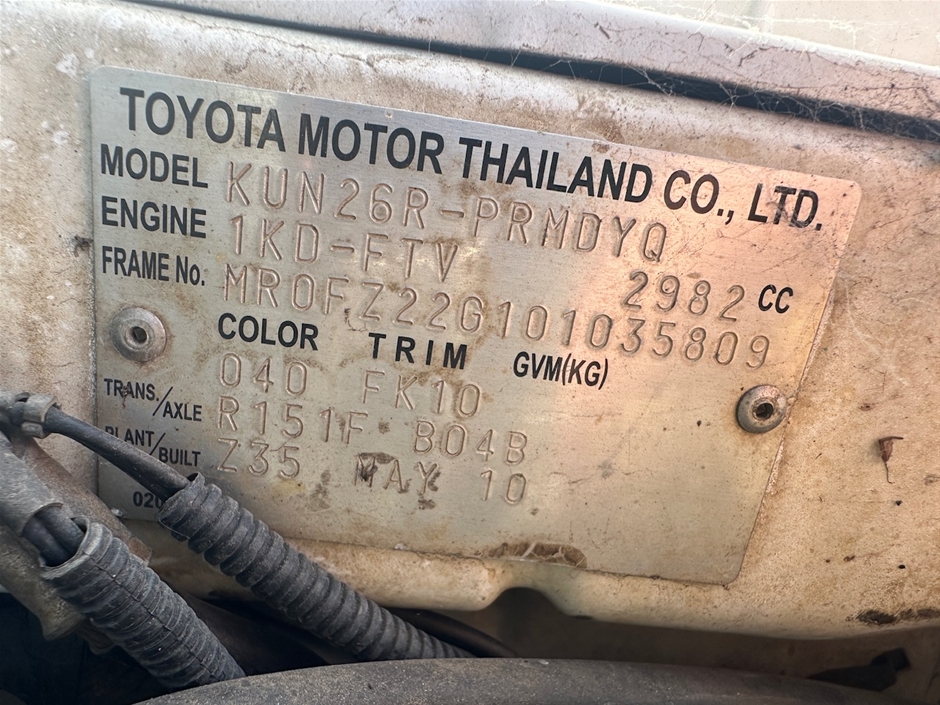 TOYOTA MOTOR THAILAND CO., LTD.
MODEL KUN26R-PRMDYQ
ENGINE 1KD-FTV 2982 CC
FRAME No. MR0FZ22G101035809
COLOR TRIM GVM(KG)
040 FK10
TRANS./AXLE R151F B04B
PLANT/BUILT Z35 MAY 10